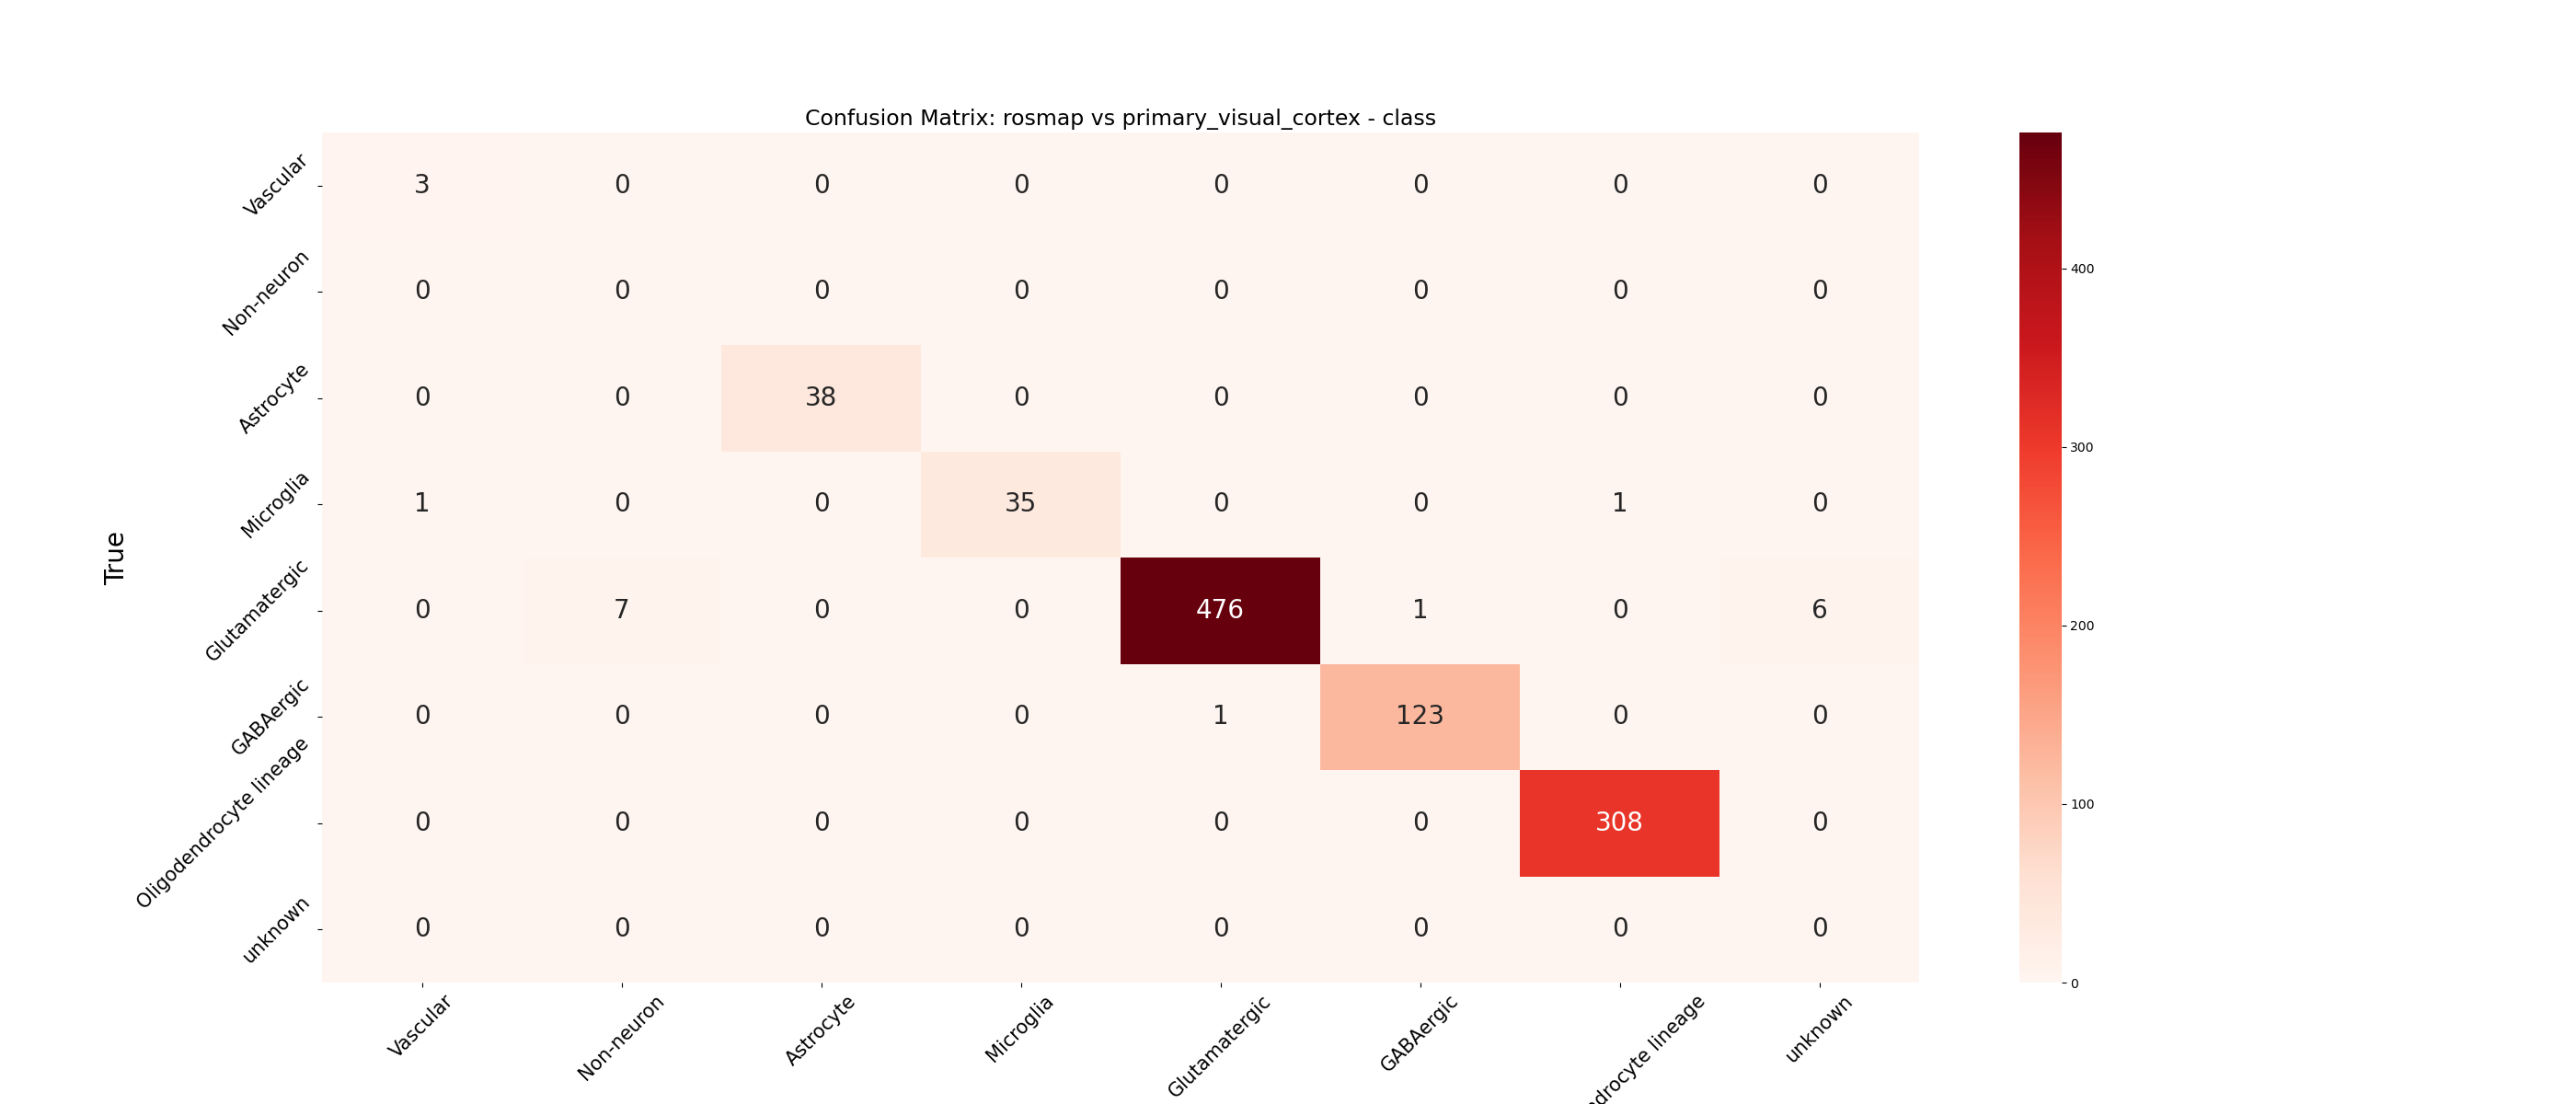 Confusion Matrix: rosmap vs primary_visual_cortex - class
True
Vascular 3 0 0 0 0 0 0 0
Non-neuron 0 0 0 0 0 0 0 0
Astrocyte 0 0 38 0 0 0 0 0
Microglia 1 0 0 35 0 0 1 0
Glutamatergic 0 7 0 0 476 1 0 6
GABAergic 0 0 0 0 1 123 0 0
Oligodendrocyte lineage 0 0 0 0 0 0 308 0
unknown 0 0 0 0 0 0 0 0
Vascular Non-neuron Astrocyte Microglia Glutamatergic GABAergic lineage unknown
400
300
200
100
0